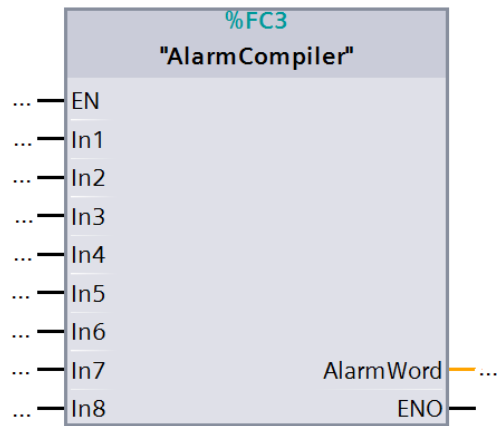 %FC3
"AlarmCompiler"
... EN
... In1
... In2
... In3
... In4
... In5
... In6
... In7 AlarmWord ...
... In8 ENO